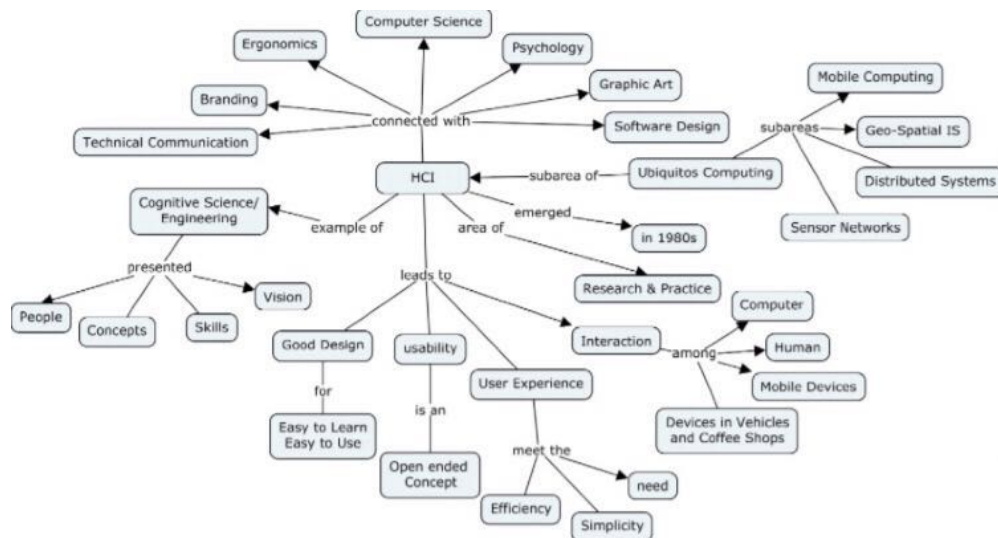 Computer Science
Ergonomics
Psychology
Mobile Computing
Graphic Art
Branding
connected with
subareas
Geo-Spatial IS
Software Design
Technical Communication
HCI
subarea of
Ubiquitos Computing
Distributed Systems
Cognitive Science/
Engineering
example of
emerged
area of
in 1980s
Sensor Networks
presented
leads to
Research & Practice
Vision
People
Concepts
Skills
Computer
Good Design
usability
Interaction
among
Human
User Experience
Mobile Devices
for
is an
Devices in Vehicles
and Coffee Shops
Easy to Learn
Easy to Use
meet the
Open ended
Concept
need
Efficiency
Simplicity